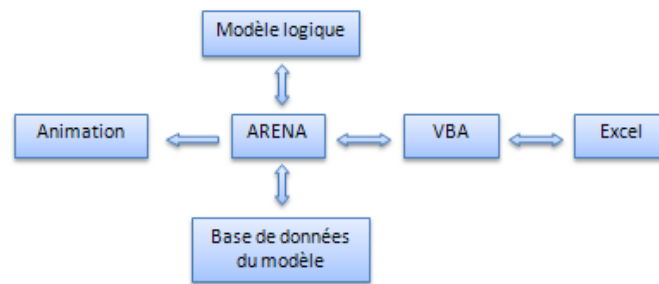 Modèle logique
Animation
ARENA
VBA
Excel
Base de données
du modèle